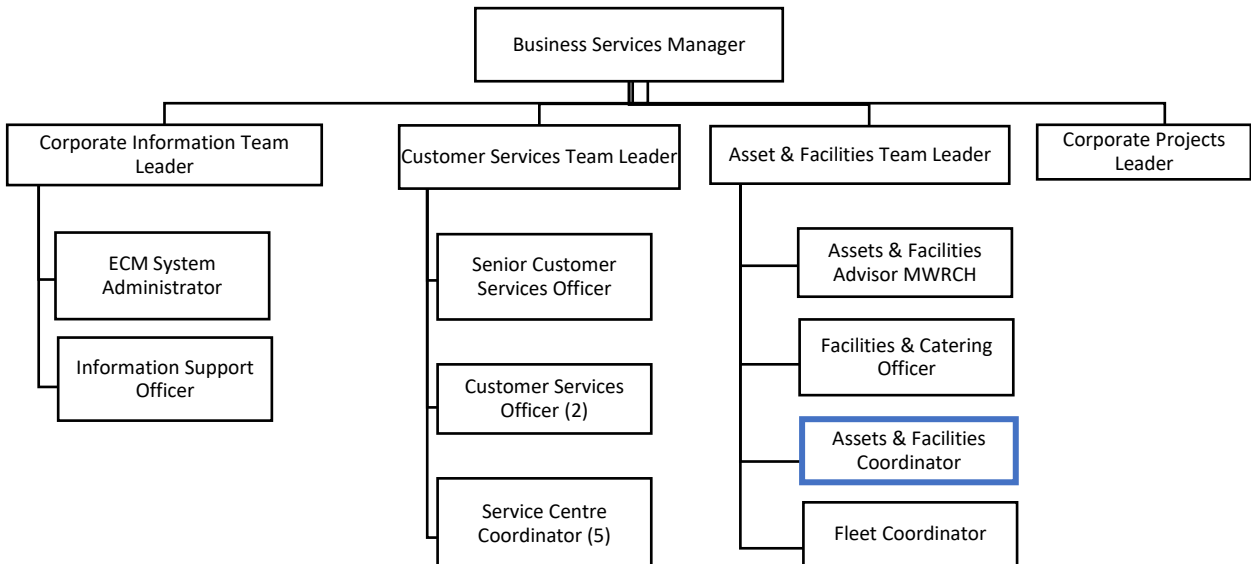 Business Services Manager
Corporate Information Team
Leader
Customer Services Team Leader
Asset & Facilities Team Leader
Corporate Projects
Leader
ECM System
Administrator
Information Support
Officer
Senior Customer
Services Officer
Customer Services
Officer (2)
Service Centre
Coordinator (5)
Assets & Facilities
Advisor MWRCH
Facilities & Catering
Officer
Assets & Facilities
Coordinator
Fleet Coordinator